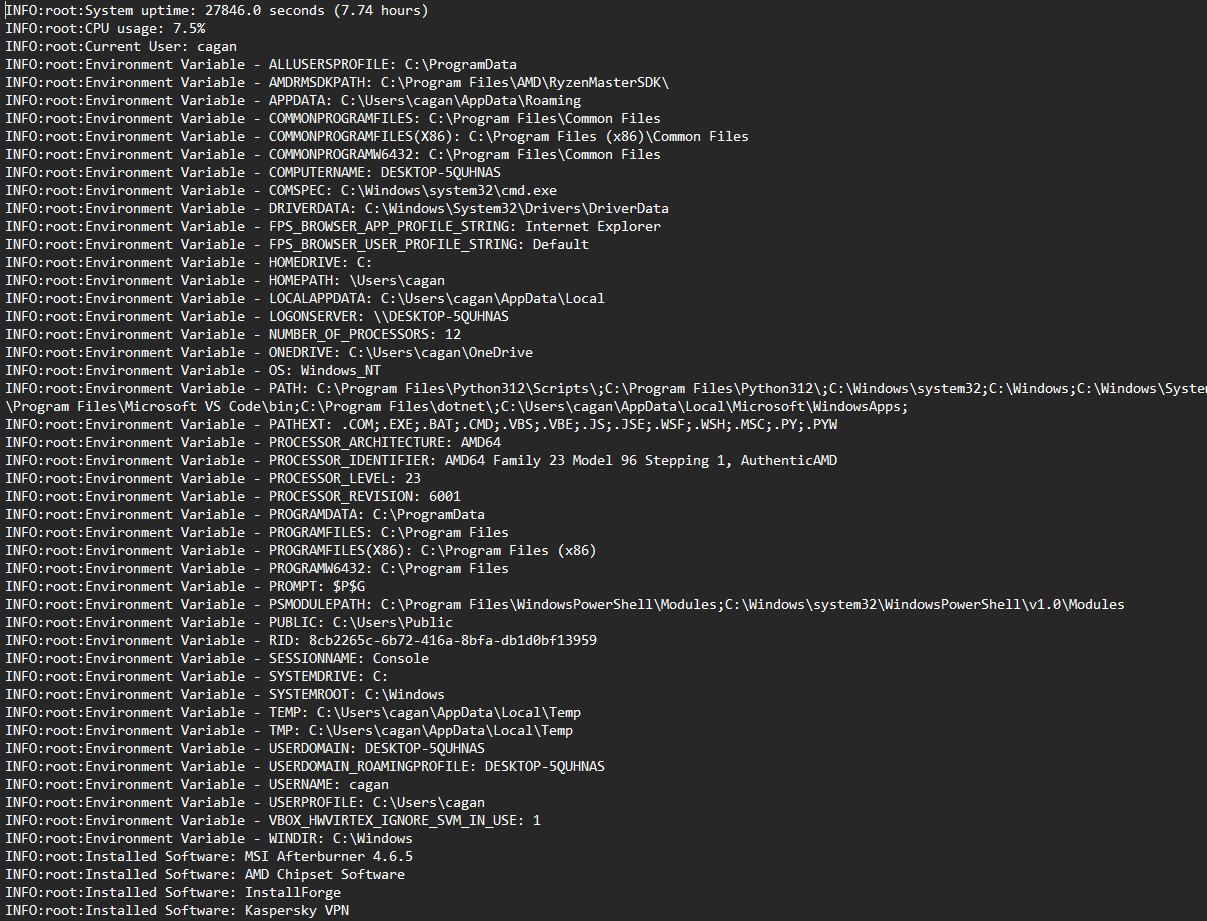 INFO:root:System uptime: 27846.0 seconds (7.74 hours)
INFO:root:CPU usage: 7.5%
INFO:root:Current User: cagan
INFO:root:Environment Variable - ALLUSERSPROFILE: C:\ProgramData
INFO:root:Environment Variable - AMDRMSDKPATH: C:\Program Files\AMD\RyzenMasterSDK\
INFO:root:Environment Variable - APPDATA: C:\Users\cagan\AppData\Roaming
INFO:root:Environment Variable - COMMONPROGRAMFILES: C:\Program Files\Common Files
INFO:root:Environment Variable - COMMONPROGRAMFILES(X86): C:\Program Files (x86)\Common Files
INFO:root:Environment Variable - COMMONPROGRAMW6432: C:\Program Files\Common Files
INFO:root:Environment Variable - COMPUTERNAME: DESKTOP-5QUHNAS
INFO:root:Environment Variable - COMSPEC: C:\Windows\system32\cmd.exe
INFO:root:Environment Variable - DRIVERDATA: C:\Windows\System32\Drivers\DriverData
INFO:root:Environment Variable - FPS_BROWSER_APP_PROFILE_STRING: Internet Explorer
INFO:root:Environment Variable - FPS_BROWSER_USER_PROFILE_STRING: Default
INFO:root:Environment Variable - HOMEDRIVE: C:
INFO:root:Environment Variable - HOMEPATH: \Users\cagan
INFO:root:Environment Variable - LOCALAPPDATA: C:\Users\cagan\AppData\Local
INFO:root:Environment Variable - LOGONSERVER: \\DESKTOP-5QUHNAS
INFO:root:Environment Variable - NUMBER_OF_PROCESSORS: 12
INFO:root:Environment Variable - ONEDRIVE: C:\Users\cagan\OneDrive
INFO:root:Environment Variable - OS: Windows_NT
INFO:root:Environment Variable - PATH: C:\Program Files\Python312\Scripts\;C:\Program Files\Python312\;C:\Windows\system32;C:\Windows;C:\Windows\System
\Program Files\Microsoft VS Code\bin;C:\Program Files\dotnet\;C:\Users\cagan\AppData\Local\Microsoft\WindowsApps;
INFO:root:Environment Variable - PATHEXT: .COM;.EXE;.BAT;.CMD;.VBS;.VBE;.JS;.JSE;.WSF;.WSH;.MSC;.PY;.PYW
INFO:root:Environment Variable - PROCESSOR_ARCHITECTURE: AMD64
INFO:root:Environment Variable - PROCESSOR_IDENTIFIER: AMD64 Family 23 Model 96 Stepping 1, AuthenticAMD
INFO:root:Environment Variable - PROCESSOR_LEVEL: 23
INFO:root:Environment Variable - PROCESSOR_REVISION: 6001
INFO:root:Environment Variable - PROGRAMDATA: C:\ProgramData
INFO:root:Environment Variable - PROGRAMFILES: C:\Program Files
INFO:root:Environment Variable - PROGRAMFILES(X86): C:\Program Files (x86)
INFO:root:Environment Variable - PROGRAMW6432: C:\Program Files
INFO:root:Environment Variable - PROMPT: $P$G
INFO:root:Environment Variable - PSMODULEPATH: C:\Program Files\WindowsPowerShell\Modules;C:\Windows\system32\WindowsPowerShell\v1.0\Modules
INFO:root:Environment Variable - PUBLIC: C:\Users\Public
INFO:root:Environment Variable - RID: 8cb2265c-6b72-416a-8bfa-db1d0bf13959
INFO:root:Environment Variable - SESSIONNAME: Console
INFO:root:Environment Variable - SYSTEMDRIVE: C:
INFO:root:Environment Variable - SYSTEMROOT: C:\Windows
INFO:root:Environment Variable - TEMP: C:\Users\cagan\AppData\Local\Temp
INFO:root:Environment Variable - TMP: C:\Users\cagan\AppData\Local\Temp
INFO:root:Environment Variable - USERDOMAIN: DESKTOP-5QUHNAS
INFO:root:Environment Variable - USERDOMAIN_ROAMINGPROFILE: DESKTOP-5QUHNAS
INFO:root:Environment Variable - USERNAME: cagan
INFO:root:Environment Variable - USERPROFILE: C:\Users\cagan
INFO:root:Environment Variable - VBOX_HWVIRTEX_IGNORE_SVM_IN_USE: 1
INFO:root:Environment Variable - WINDIR: C:\Windows
INFO:root:Installed Software: MSI Afterburner 4.6.5
INFO:root:Installed Software: AMD Chipset Software
INFO:root:Installed Software: InstallForge
INFO:root:Installed Software: Kaspersky VPN